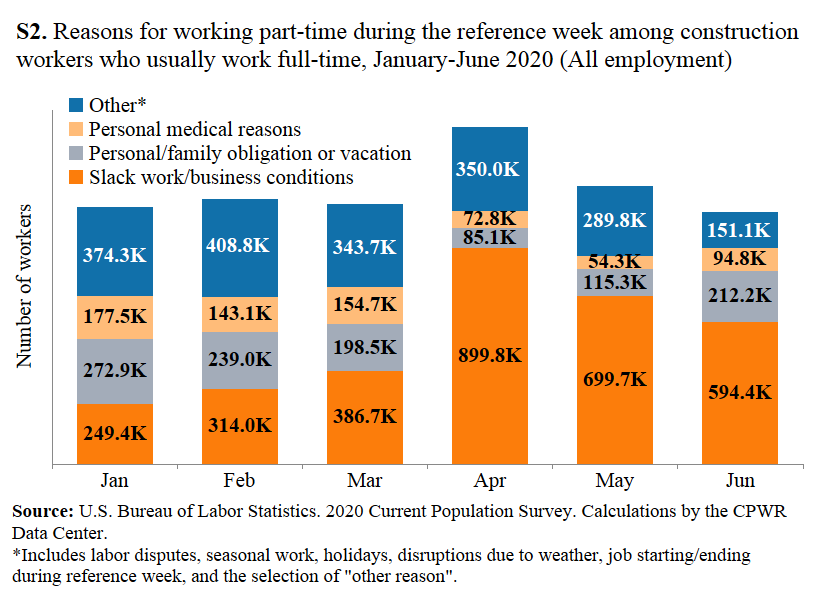 S2. Reasons for working part-time during the reference week among construction
workers who usually work full-time, January-June 2020 (All employment)
Other*
Personal medical reasons
Personal/family obligation or vacation
Slack work/business conditions
Number of workers
374.3K
177.5K
272.9K
249.4K
408.8K
143.1K
239.0K
314.0K
343.7K
154.7K
198.5K
386.7K
350.0K
72.8K
85.1K
899.8K
289.8K
54.3K
115.3K
699.7K
151.1K
94.8K
212.2K
594.4K
Jan
Feb
Mar
Apr
May
Jun
Source: U.S. Bureau of Labor Statistics. 2020 Current Population Survey. Calculations by the CPWR
Data Center.
*Includes labor disputes, seasonal work, holidays, disruptions due to weather, job starting/ending
during reference week, and the selection of "other reason".